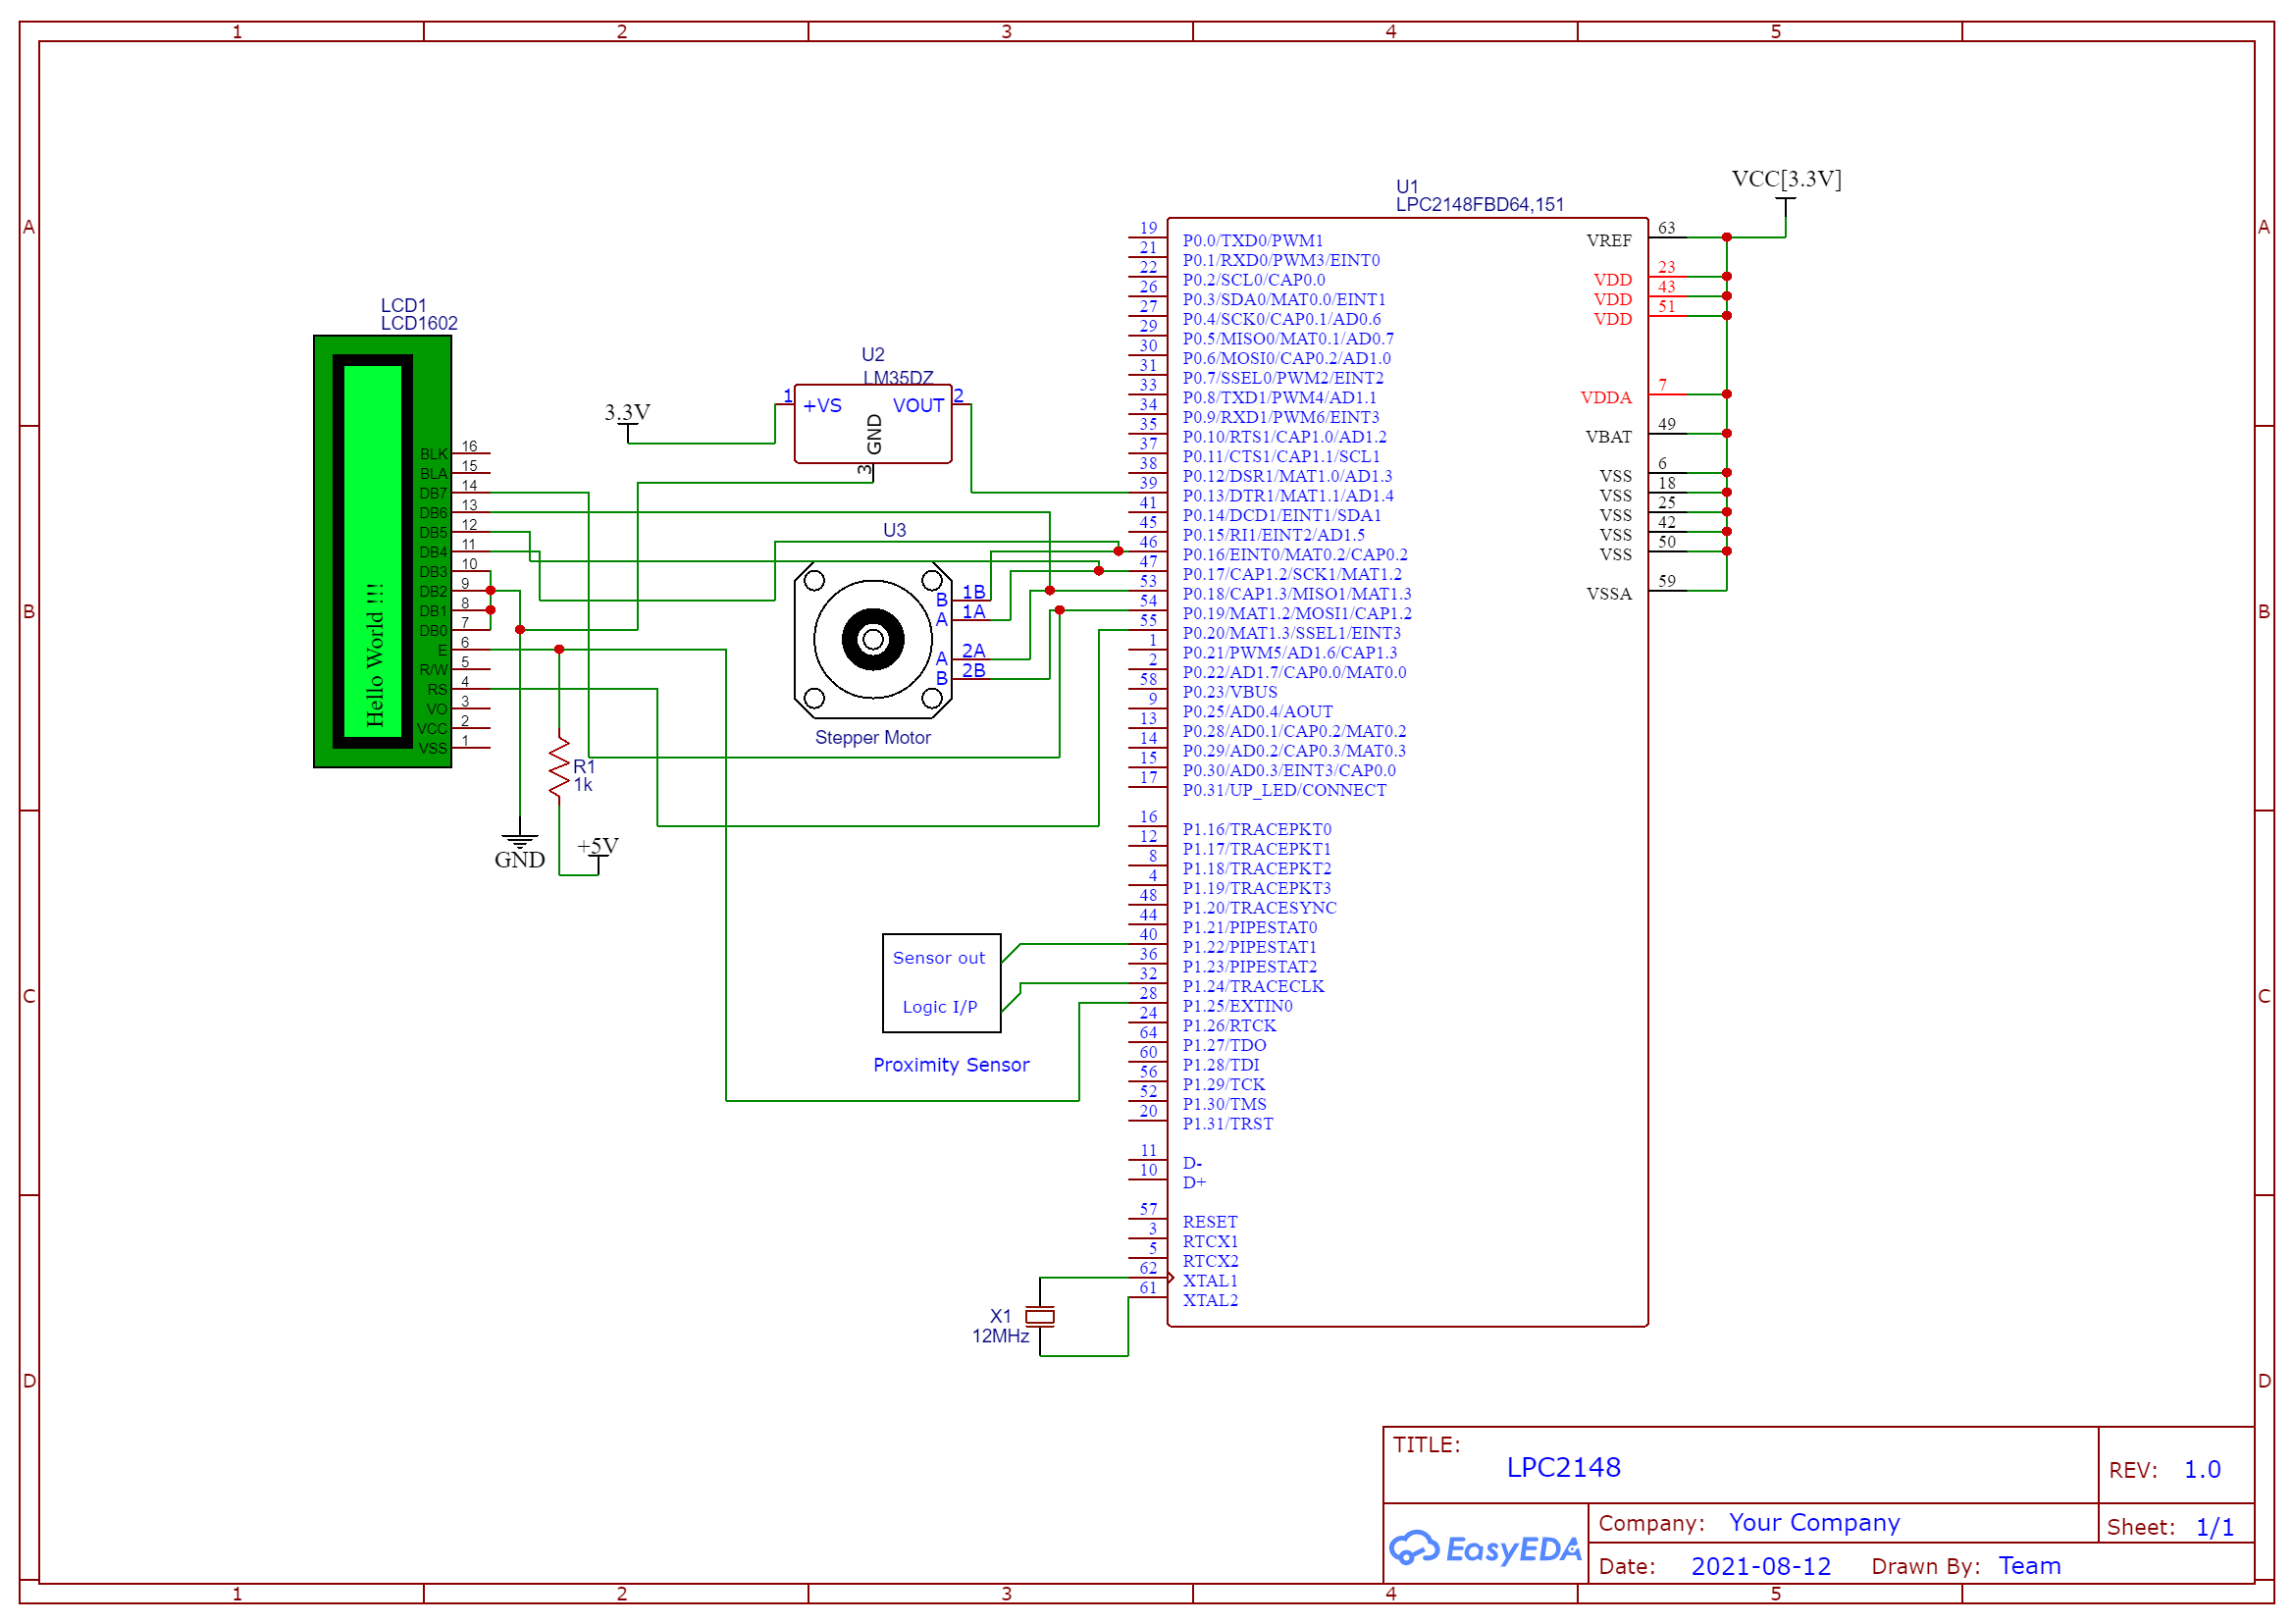 1 2 3 4 5
A A
B B
C C
D D
1 2 3 4 5
LCD1
LCD1602
Hello World !!!
BLK 16
BLA 15
DB7 14
DB6 13
DB5 12
DB4 11
DB3 10
DB2 9
DB1 8
DB0 7
E 6
R/W 5
RS 4
VO 3
VCC 2
VSS 1
R1
1k
GND
+5V
3.3V
U2
LM35DZ
1 +VS VOUT 2
GND
3
U3
B 1B
A 1A
A 2A
B 2B
Stepper Motor
Sensor out
Logic I/P
Proximity Sensor
X1
12MHz
U1
LPC2148FBD64,151
19 P0.0/TXD0/PWM1
21 P0.1/RXD0/PWM3/EINT0
22 P0.2/SCL0/CAP0.0
26 P0.3/SDA0/MAT0.0/EINT1
27 P0.4/SCK0/CAP0.1/AD0.6
29 P0.5/MISO0/MAT0.1/AD0.7
30 P0.6/MOSI0/CAP0.2/AD1.0
31 P0.7/SSEL0/PWM2/EINT2
33 P0.8/TXD1/PWM4/AD1.1
34 P0.9/RXD1/PWM6/EINT3
35 P0.10/RTS1/CAP1.0/AD1.2
37 P0.11/CTS1/CAP1.1/SCL1
38 P0.12/DSR1/MAT1.0/AD1.3
39 P0.13/DTR1/MAT1.1/AD1.4
41 P0.14/DCD1/EINT1/SDA1
45 P0.15/RI1/EINT2/AD1.5
46 P0.16/EINT0/MAT0.2/CAP0.2
47 P0.17/CAP1.2/SCK1/MAT1.2
53 P0.18/CAP1.3/MISO1/MAT1.3
54 P0.19/MAT1.2/MOSI1/CAP1.2
55 P0.20/MAT1.3/SSEL1/EINT3
1 P0.21/PWM5/AD1.6/CAP1.3
2 P0.22/AD1.7/CAP0.0/MAT0.0
58 P0.23/VBUS
9 P0.25/AD0.4/AOUT
13 P0.28/AD0.1/CAP0.2/MAT0.2
14 P0.29/AD0.2/CAP0.3/MAT0.3
15 P0.30/AD0.3/EINT3/CAP0.0
17 P0.31/UP_LED/CONNECT
16 P1.16/TRACEPKT0
12 P1.17/TRACEPKT1
8 P1.18/TRACEPKT2
4 P1.19/TRACEPKT3
48 P1.20/TRACESYNC
44 P1.21/PIPESTAT0
40 P1.22/PIPESTAT1
36 P1.23/PIPESTAT2
32 P1.24/TRACECLK
28 P1.25/EXTIN0
24 P1.26/RTCK
64 P1.27/TDO
60 P1.28/TDI
56 P1.29/TCK
52 P1.30/TMS
20 P1.31/TRST
11 D-
10 D+
57 RESET
3 RTCX1
5 RTCX2
62 XTAL1
61 XTAL2
VCC[3.3V]
VREF 63
VDD 23
VDD 43
VDD 51
VDDA 7
VBAT 49
VSS 6
VSS 18
VSS 25
VSS 42
VSS 50
VSSA 59
TITLE:
LPC2148
REV: 1.0
EasyEDA
Company: Your Company
Sheet: 1/1
Date: 2021-08-12 Drawn By: Team